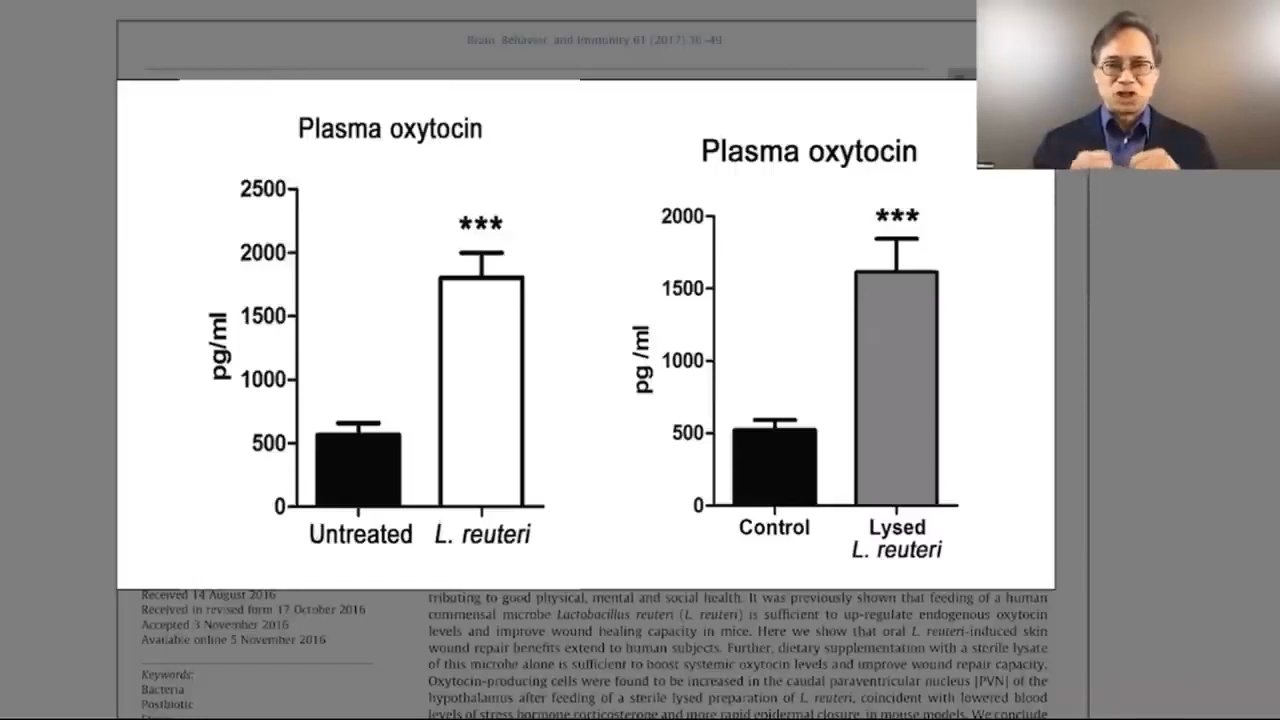 Brain, Behavior, and Immunity 61 (2017) 36–49
Plasma oxytocin
2500
2000
1500
1000
500
0
pg/ml
***
Untreated
L. reuteri
Plasma oxytocin
2000
1500
1000
500
0
pg /ml
***
Control
Lysed
L. reuteri
Received 14 August 2016
Received in revised form 17 October 2016
Accepted 3 November 2016
Available online 5 November 2016
Keywords:
Bacteria
Postbiotic
tributing to good physical, mental and social health. It was previously shown that feeding of a human
commensal microbe Lactobacillus reuteri (L. reuteri) is sufficient to up-regulate endogenous oxytocin
levels and improve wound healing capacity in mice. Here we show that oral L. reuteri-induced skin
wound repair benefits extend to human subjects. Further, dietary supplementation with a sterile lysate
of this microbe alone is sufficient to boost systemic oxytocin levels and improve wound repair capacity.
Oxytocin-producing cells were found to be increased in the caudal paraventricular nucleus [PVN] of the
hypothalamus after feeding of a sterile lysed preparation of L. reuteri, coincident with lowered blood
levels of stress hormone corticosterone and more rapid epidermal closure, in mouse models. We conclude